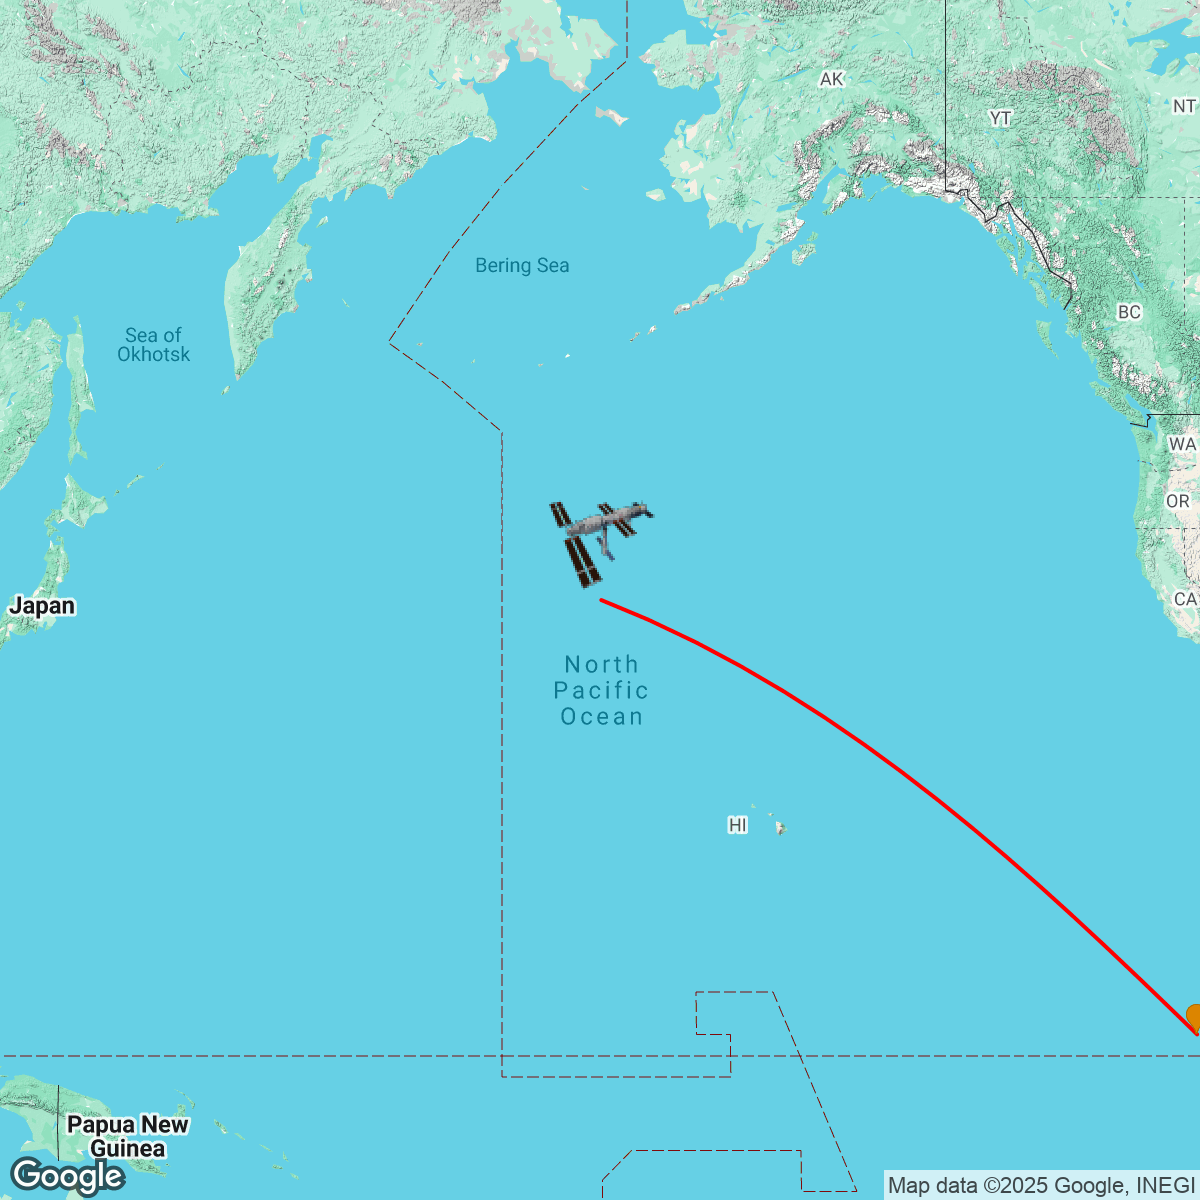 AK
YT
NT
Bering Sea
BC
Sea of
Okhotsk
WA
OR
Japan
CA
North
Pacific
Ocean
HI
Papua New
Guinea
Google
Map data ©2025 Google, INEGI